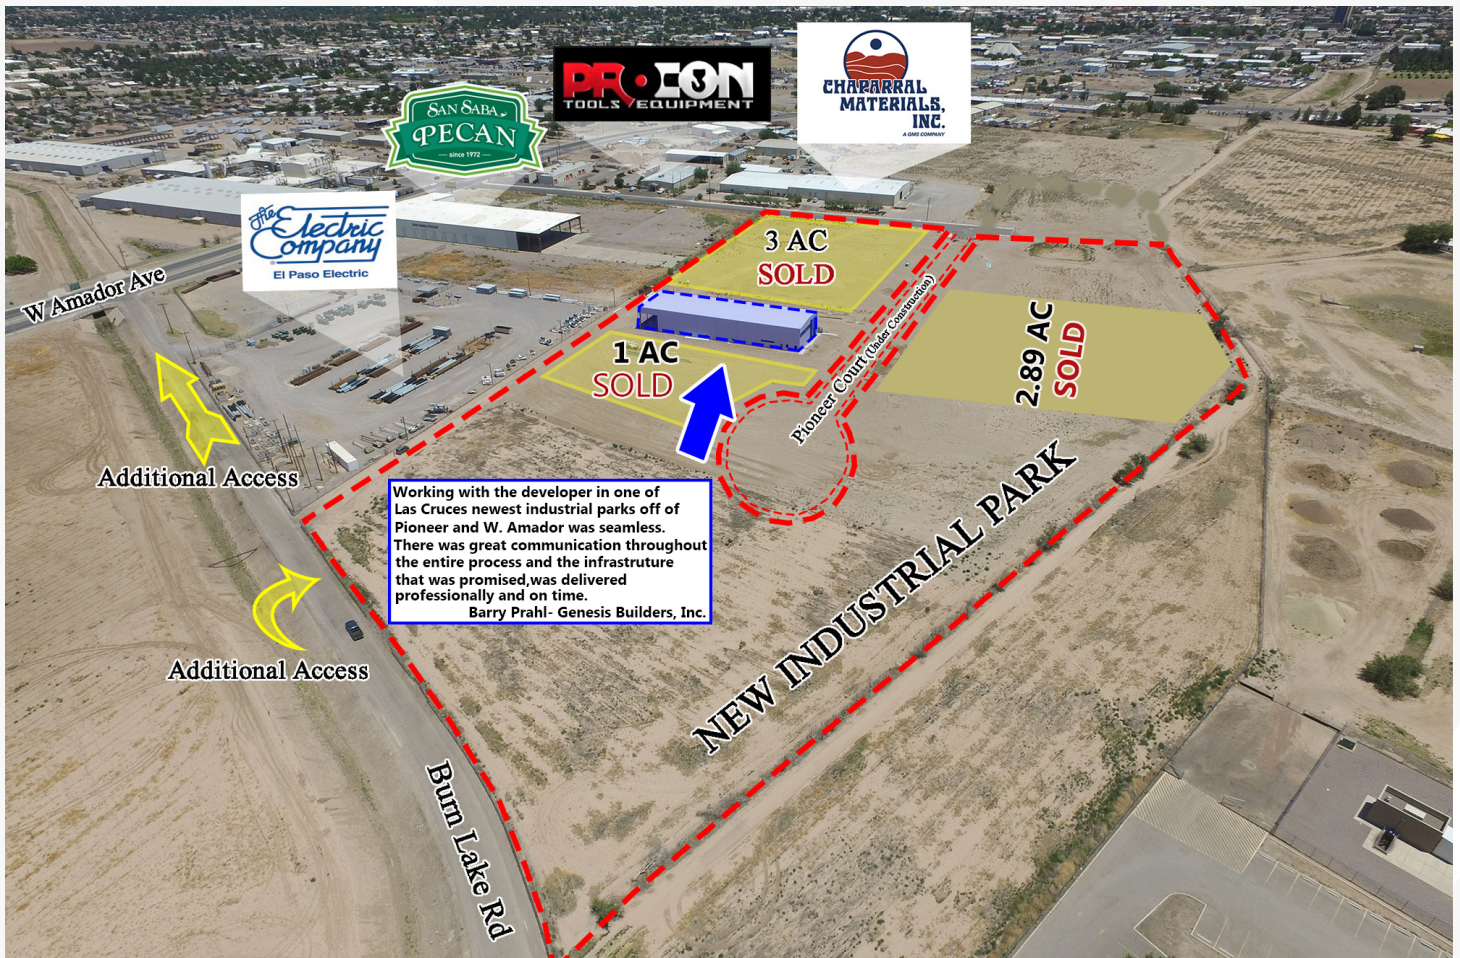 CHAPARRAL
MATERIALS,
INC.
A GMS COMPANY
PROCON
TOOLS EQUIPMENT
SAN SABA
PECAN
since 1972
The
Electric
Company
El Paso Electric
W Amador Ave
3 AC
SOLD
1 AC
SOLD
Pioneer Court (Under Construction)
2.89 AC
SOLD
Additional Access
Working with the developer in one of
Las Cruces newest industrial parks off of
Pioneer and W. Amador was seamless.
There was great communication throughout
the entire process and the infrastruture
that was promised,was delivered
professionally and on time.
Barry Prahl- Genesis Builders, Inc.
NEW INDUSTRIAL PARK
Additional Access
Burn Lake Rd